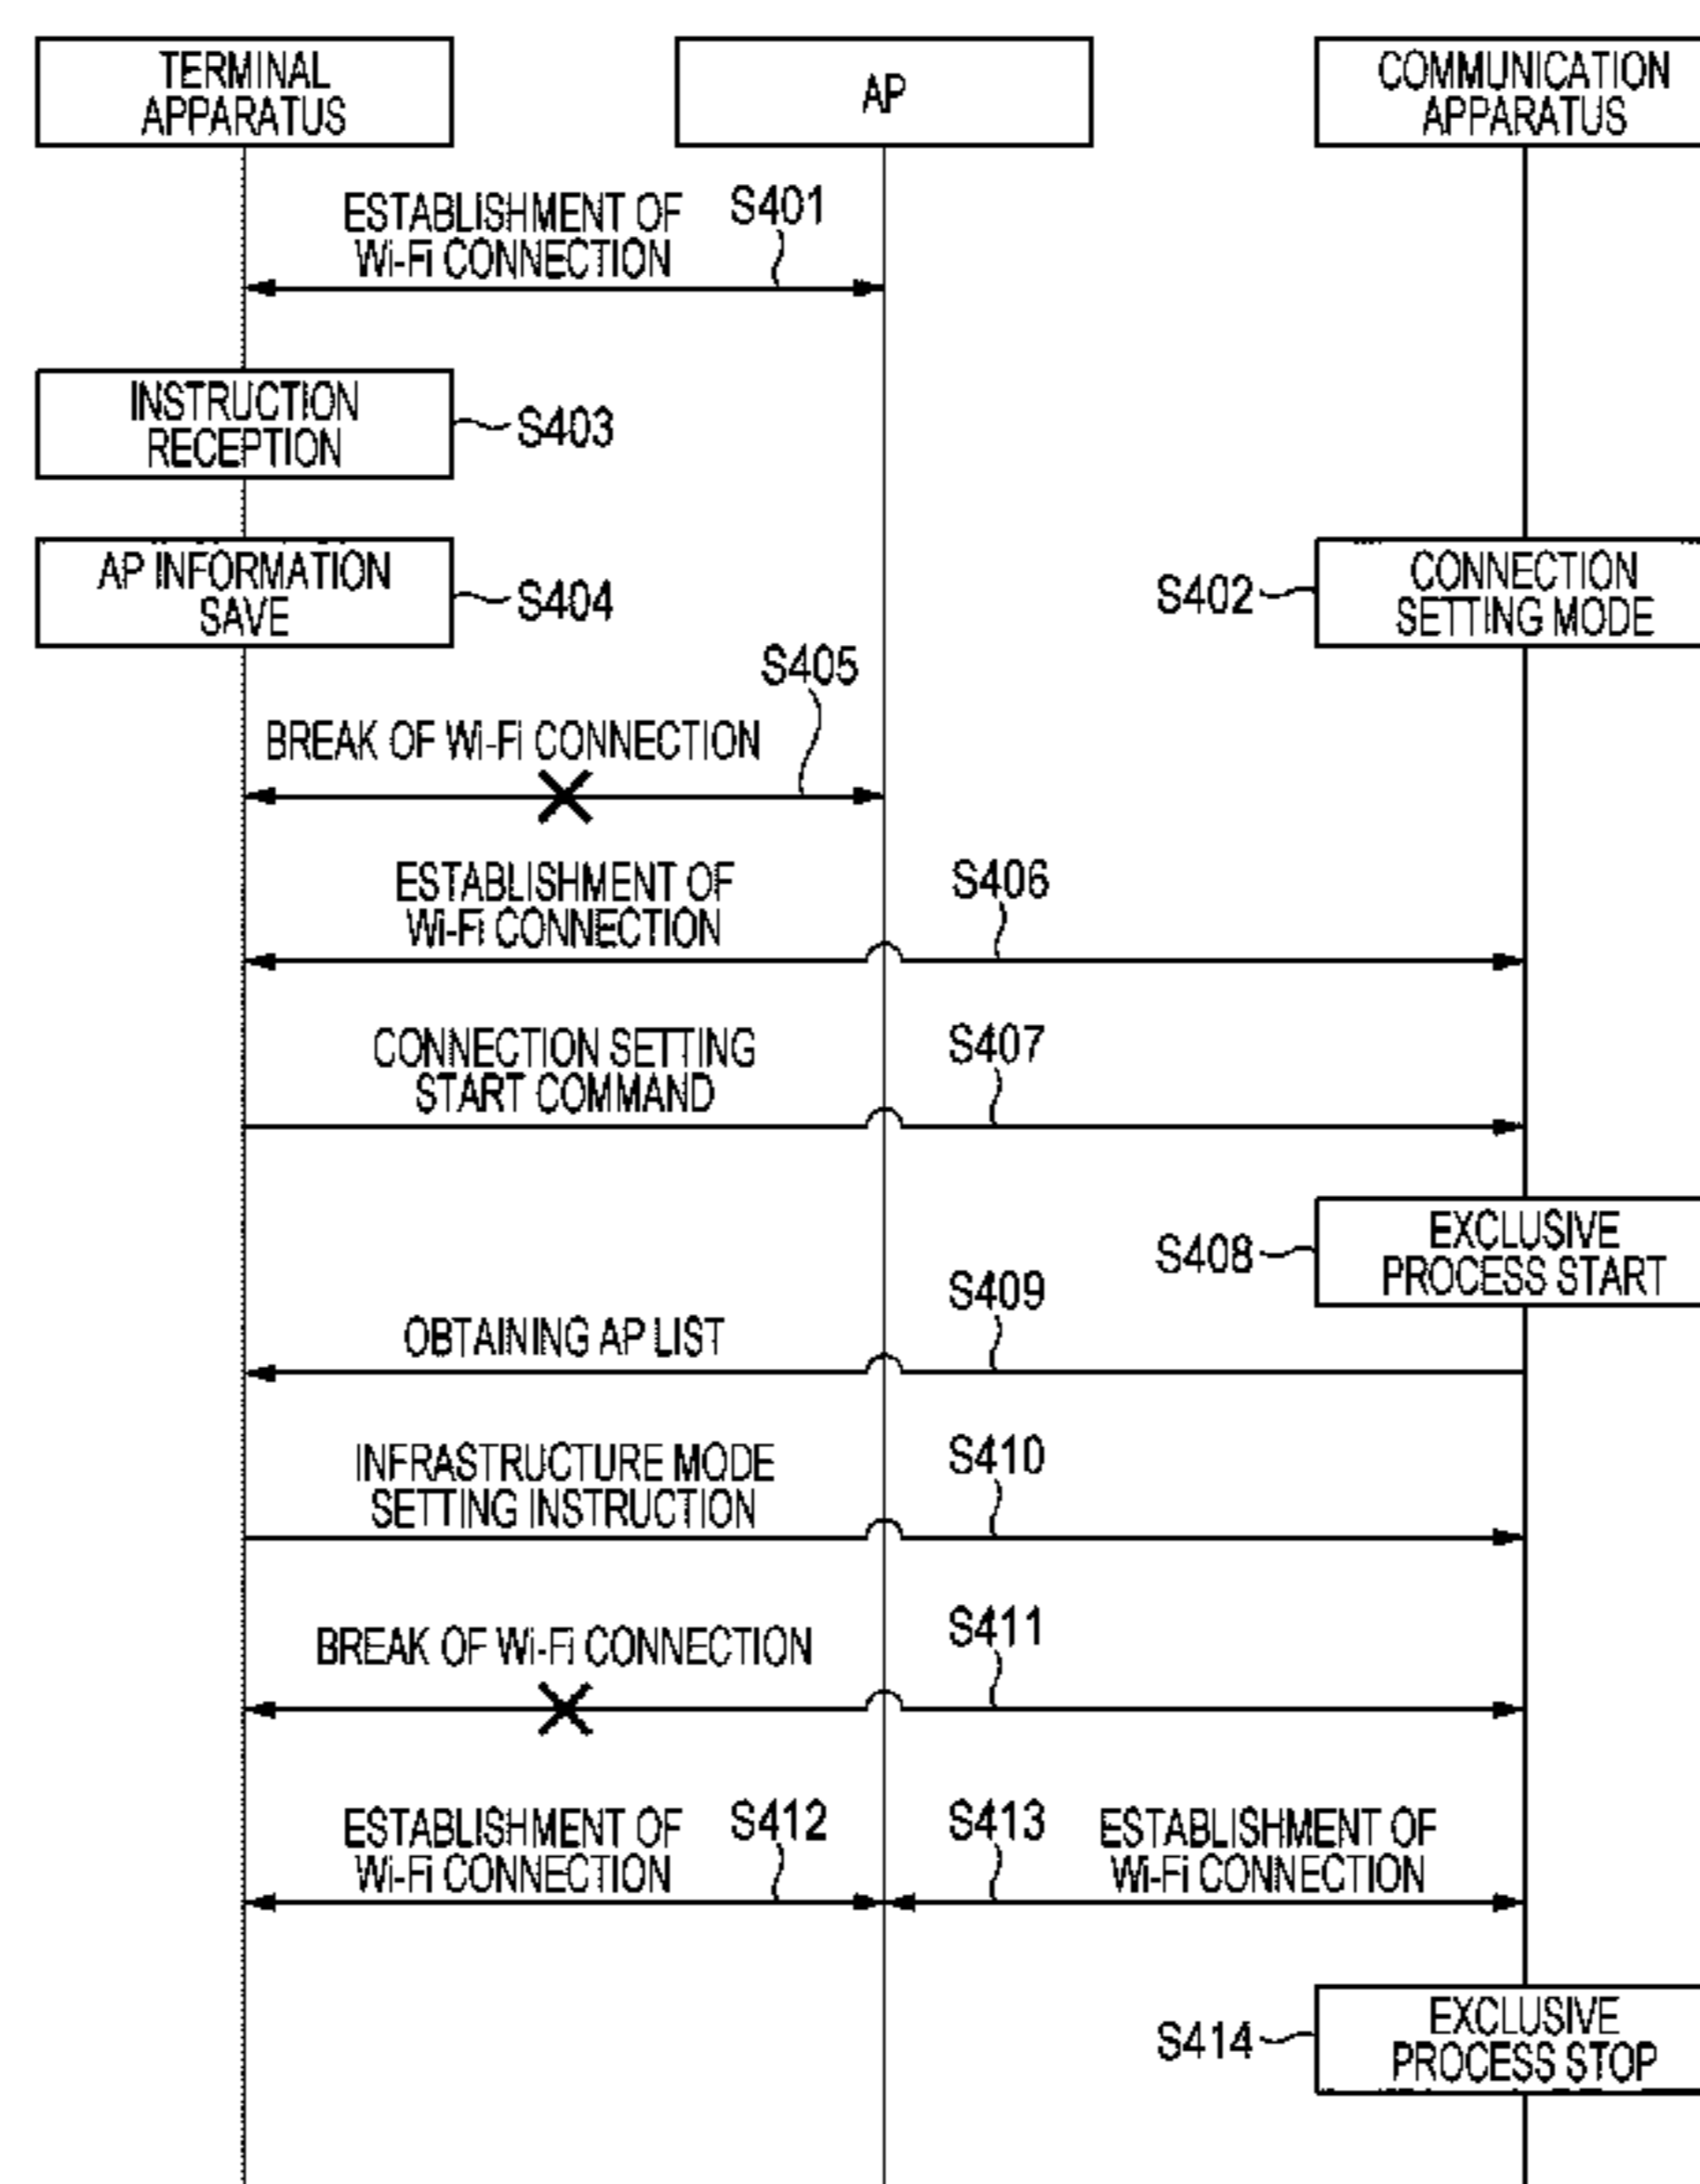 TERMINAL
APPARATUS
AP
COMMUNICATION
APPARATUS
ESTABLISHMENT OF
Wi-Fi CONNECTION
S401
INSTRUCTION
RECEPTION
S403
AP INFORMATION
SAVE
S404
S402
CONNECTION
SETTING MODE
S405
BREAK OF Wi-Fi CONNECTION
ESTABLISHMENT OF
Wi-Fi CONNECTION
S406
CONNECTION SETTING
START COMMAND
S407
S408
EXCLUSIVE
PROCESS START
S409
OBTAINING AP LIST
INFRASTRUCTURE MODE
SETTING INSTRUCTION
S410
S411
BREAK OF Wi-Fi CONNECTION
ESTABLISHMENT OF
Wi-Fi CONNECTION
S412
S413
ESTABLISHMENT OF
Wi-Fi CONNECTION
S414
EXCLUSIVE
PROCESS STOP